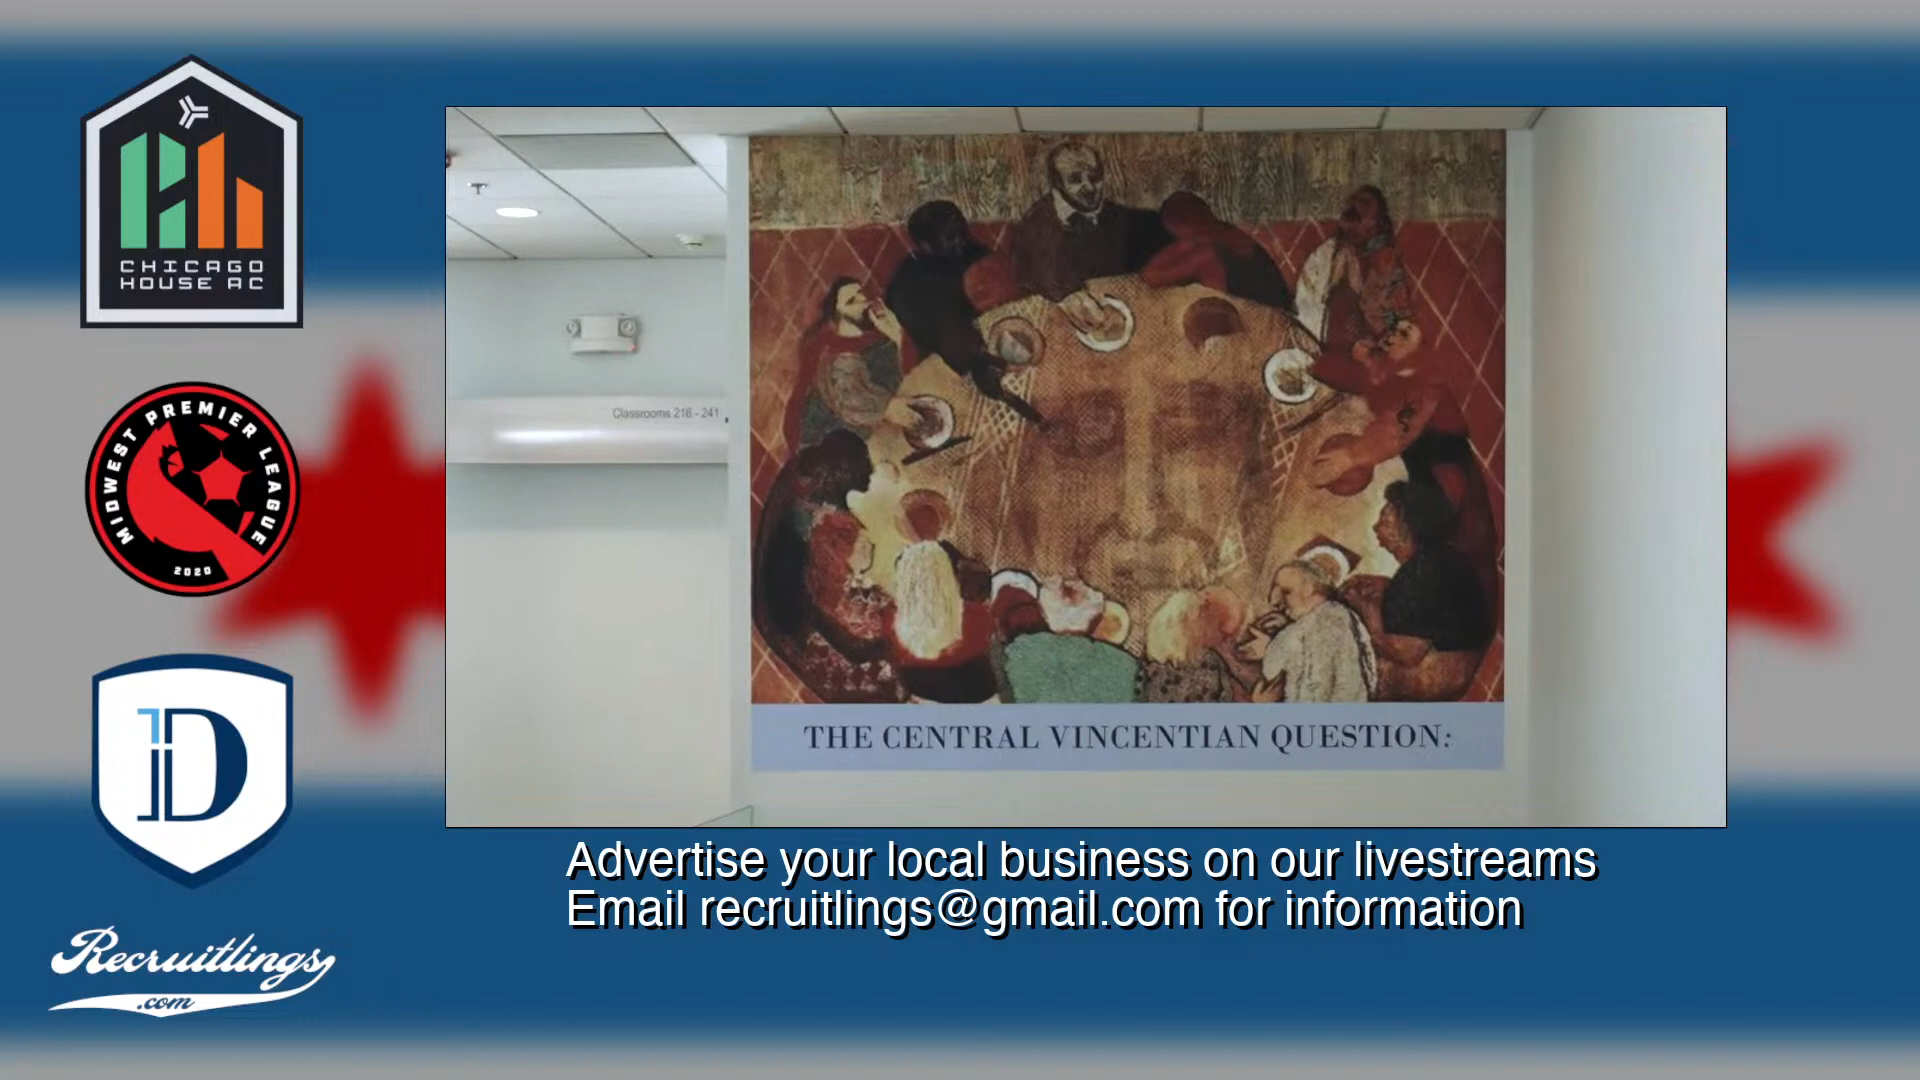 CHICAGO
HOUSE AC
MIDWEST PREMIER LEAGUE
2020
D
Recruitlings
.com
Classrooms 216 - 241
THE CENTRAL VINCENTIAN QUESTION:
Advertise your local business on our livestreams
Email recruitlings@gmail.com for information